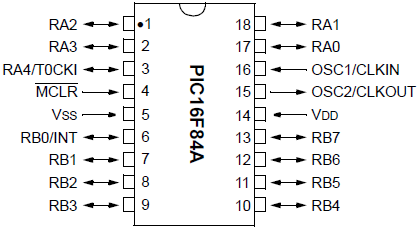 RA2 1 18 RA1
RA3 2 17 RA0
RA4/T0CKI 3 16 OSC1/CLKIN
MCLR 4 15 OSC2/CLKOUT
VSS 5 14 VDD
RB0/INT 6 13 RB7
RB1 7 12 RB6
RB2 8 11 RB5
RB3 9 10 RB4
PIC16F84A